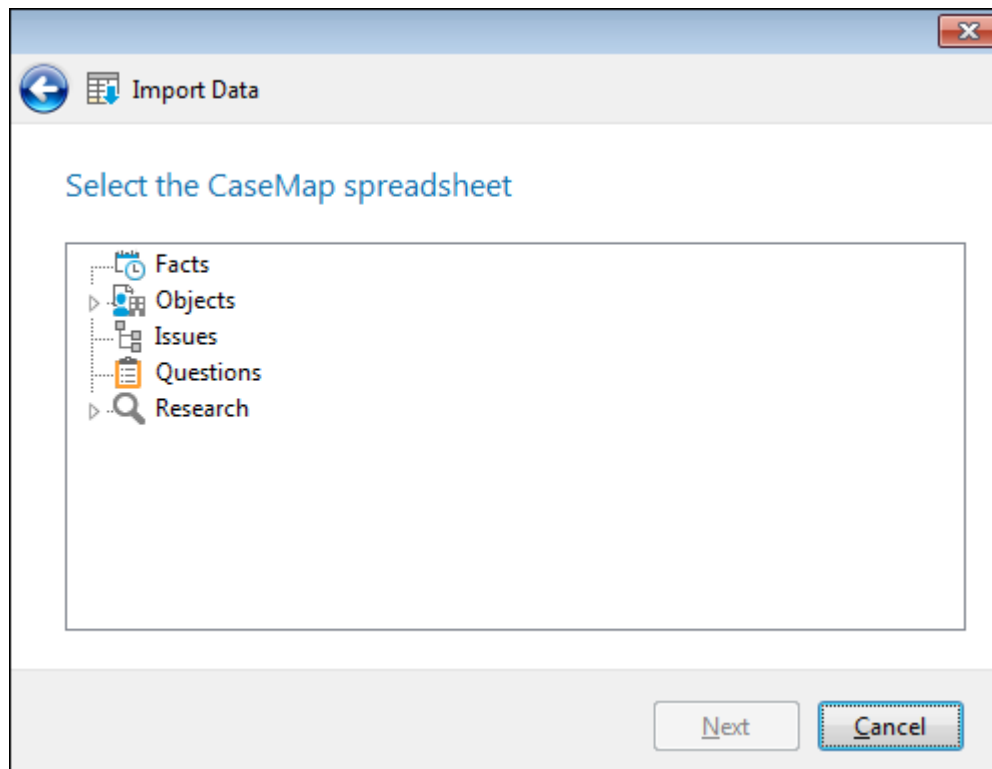 Import Data
Select the CaseMap spreadsheet
Facts
Objects
Issues
Questions
Research
Next
Cancel